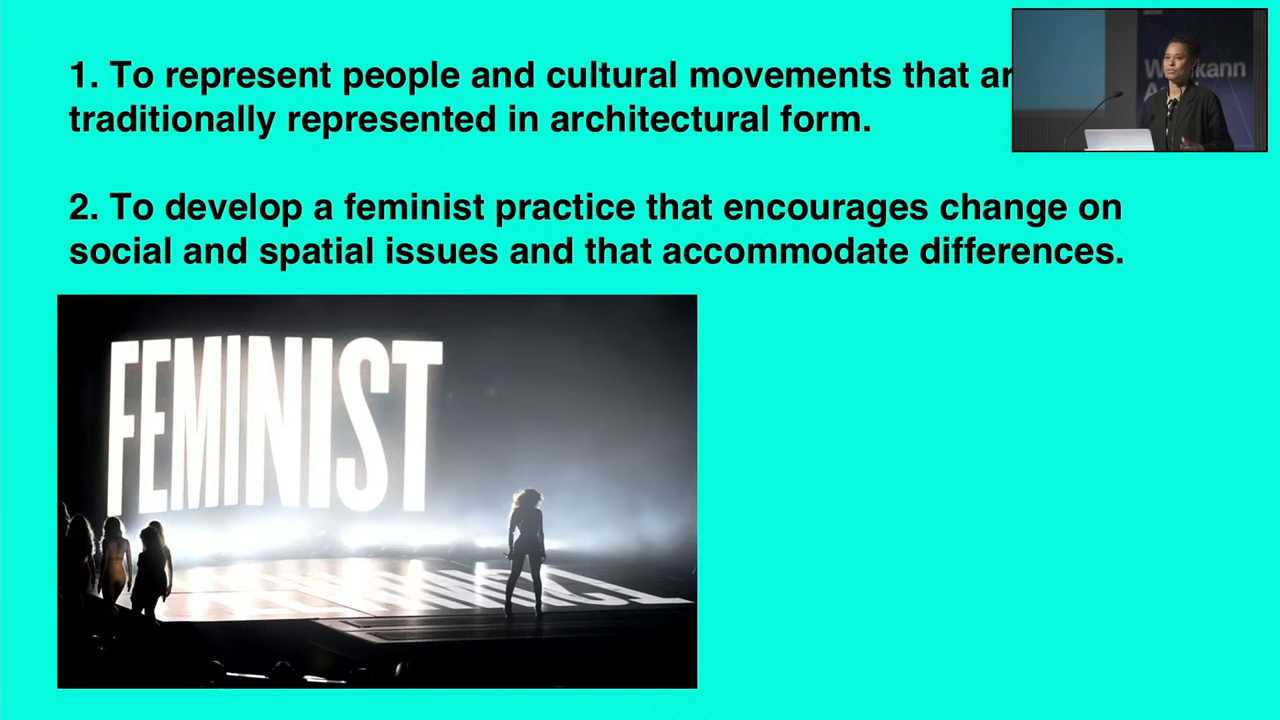 1. To represent people and cultural movements that
traditionally represented in architectural form.
2. To develop a feminist practice that encourages change on
social and spatial issues and that accommodate differences.
FEMINIST